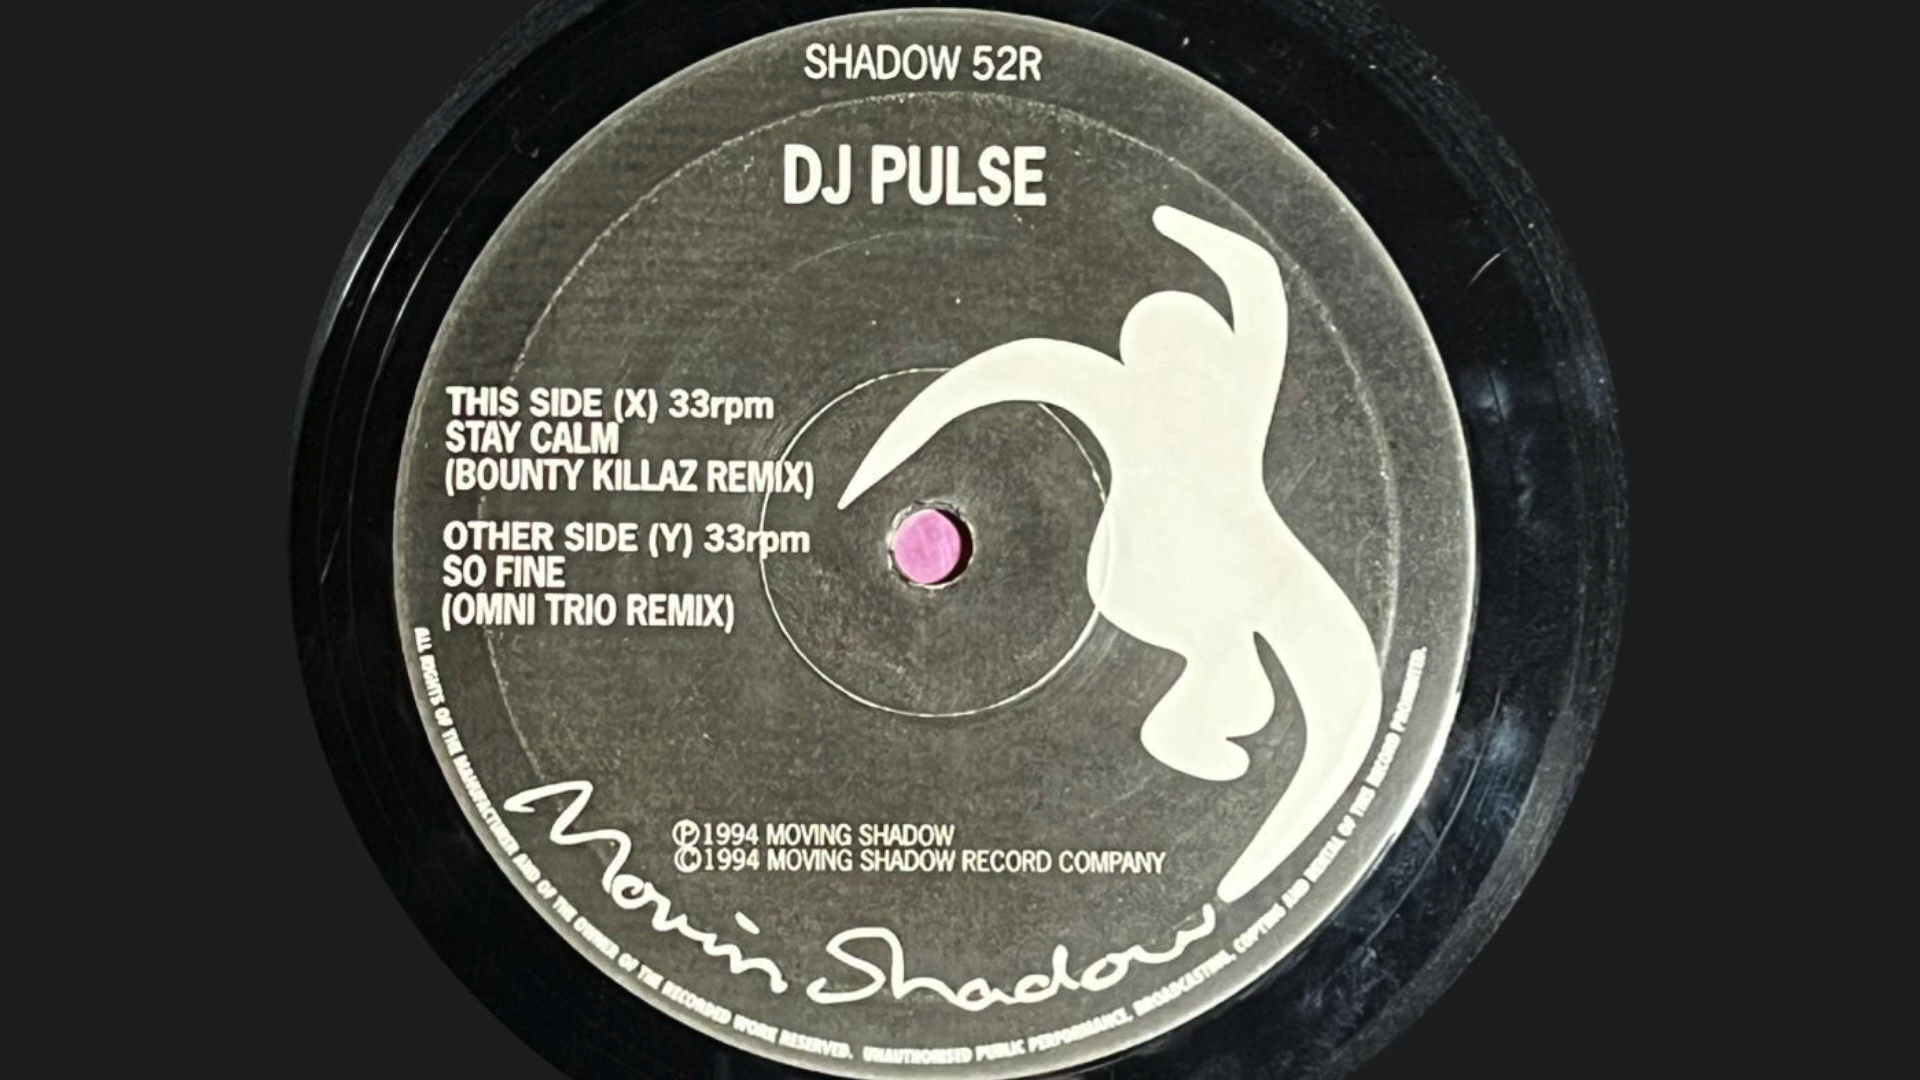 SHADOW 52R
DJ PULSE
THIS SIDE (X) 33rpm
STAY CALM
(BOUNTY KILLAZ REMIX)
OTHER SIDE (Y) 33rpm
SO FINE
(OMNI TRIO REMIX)
℗1994 MOVING SHADOW
©1994 MOVING SHADOW RECORD COMPANY
Movin Shadow
ALL RIGHTS OF THE MANUFACTURER AND OF THE OWNER OF THE RECORDED WORK RESERVED. UNAUTHORISED PUBLIC PERFORMANCE, BROADCASTING, COPYING AND RENTAL OF THIS RECORD PROHIBITED.